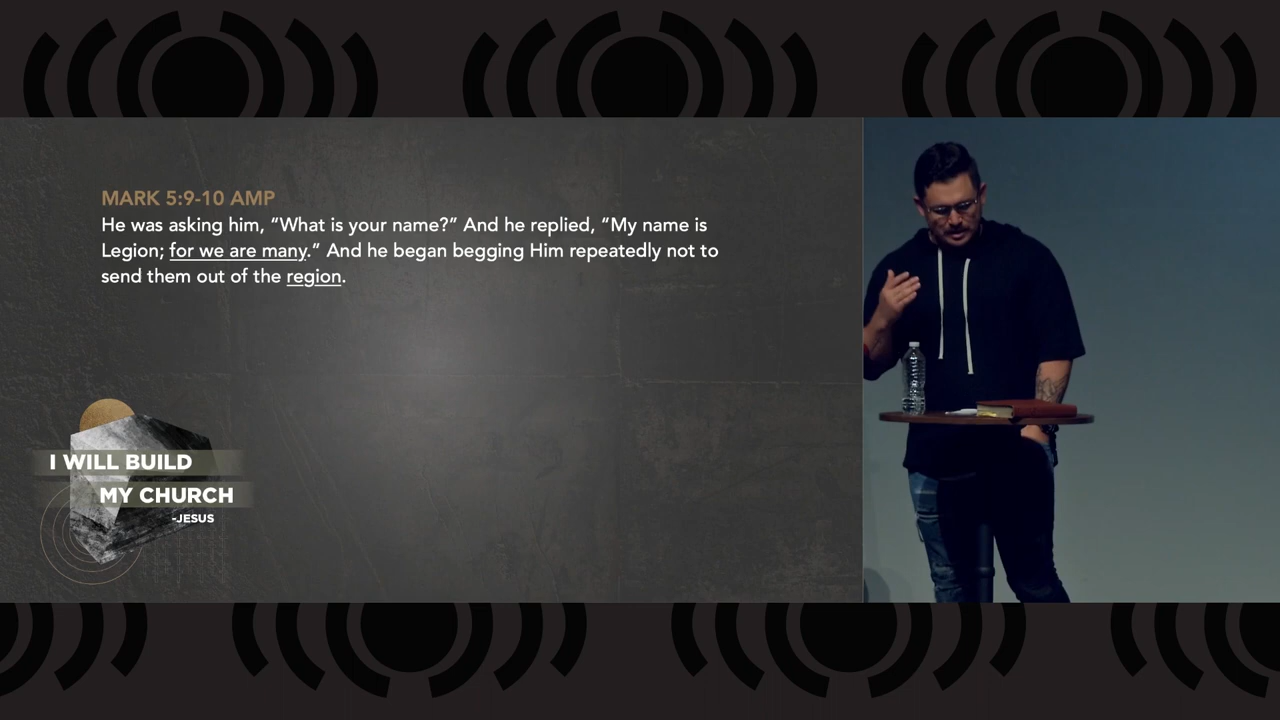 MARK 5:9-10 AMP
He was asking him, “What is your name?” And he replied, “My name is
Legion; for we are many.“ And he began begging Him repeatedly not to
send them out of the region.
I WILL BUILD
MY CHURCH
-JESUS